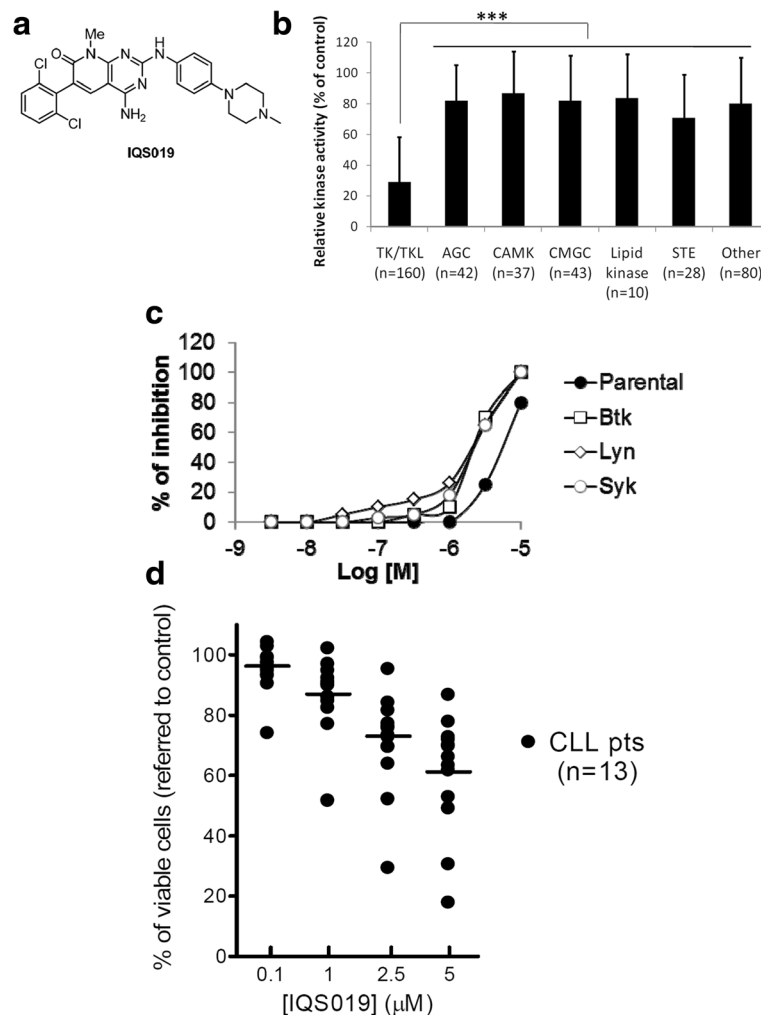 a
Me
N
O
N
N
H
N
Cl
N
NH2
Cl
N
N
Me
IQS019
b
***
Relative kinase activity (% of control)
120
100
80
60
40
20
0
TK/TKL AGC CAMK CMGC Lipid STE Other
(n=160) (n=42) (n=37) (n=43) kinase (n=28) (n=80)
(n=10)
c
% of inhibition
120
100
80
60
40
20
0
-9 -8 -7 -6 -5
Log [M]
Parental
Btk
Lyn
Syk
d
% of viable cells (referred to control)
100
80
60
40
20
0
0.1 1 2.5 5
[IQS019] (μM)
CLL pts
(n=13)